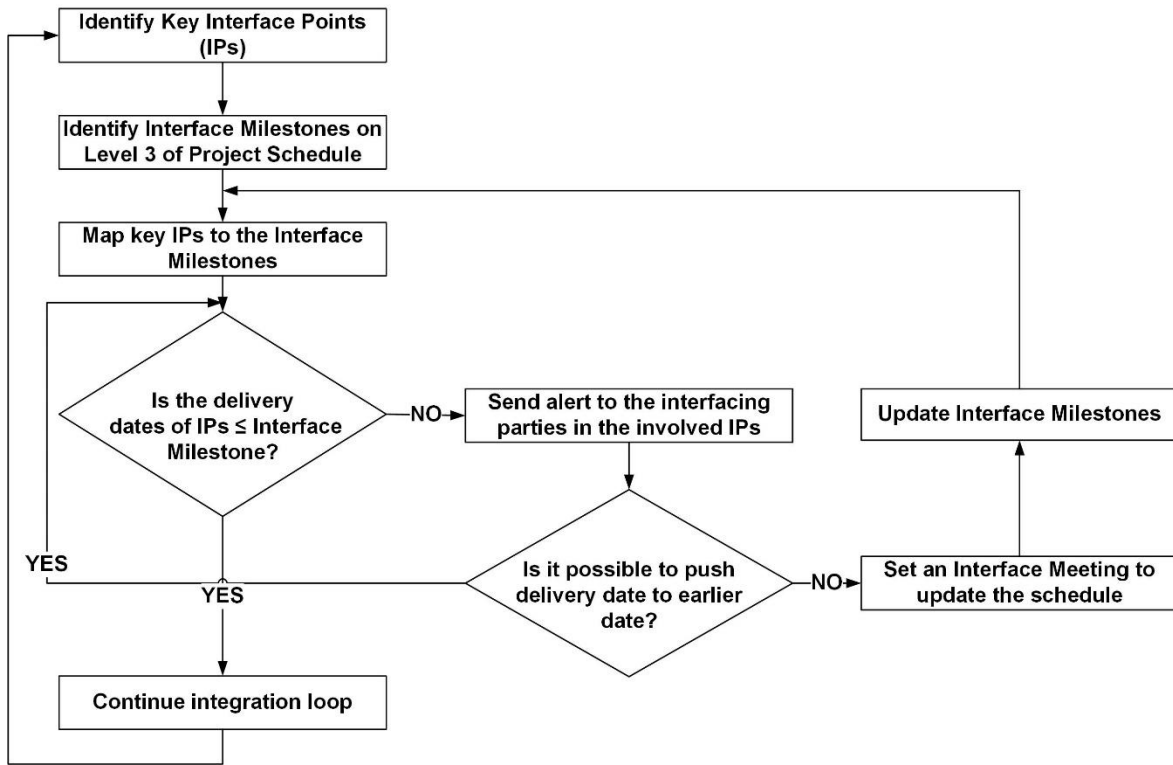 Identify Key Interface Points
(IPs)
Identify Interface Milestones on
Level 3 of Project Schedule
Map key IPs to the Interface
Milestones
Is the delivery
dates of IPs ≤ Interface
Milestone?
NO
Send alert to the interfacing
parties in the involved IPs
Update Interface Milestones
YES
YES
Is it possible to push
delivery date to earlier
date?
NO
Set an Interface Meeting to
update the schedule
Continue integration loop